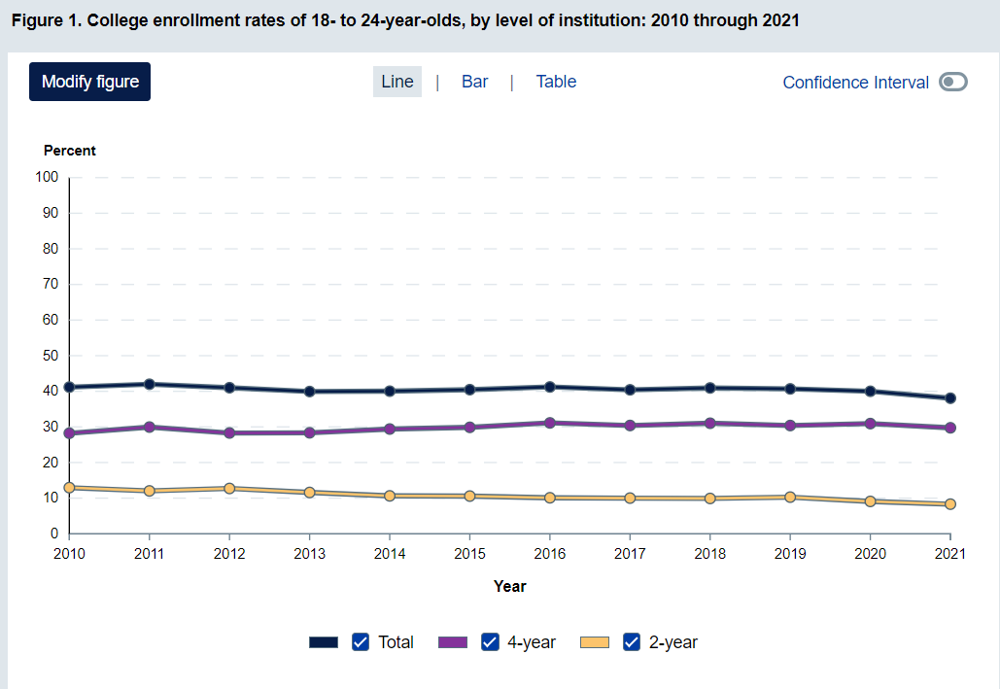 Figure 1. College enrollment rates of 18- to 24-year-olds, by level of institution: 2010 through 2021
Modify figure
Line | Bar | Table
Confidence Interval
Percent
100
90
80
70
60
50
40
30
20
10
0
2010 2011 2012 2013 2014 2015 2016 2017 2018 2019 2020 2021
Year
Total 4-year 2-year